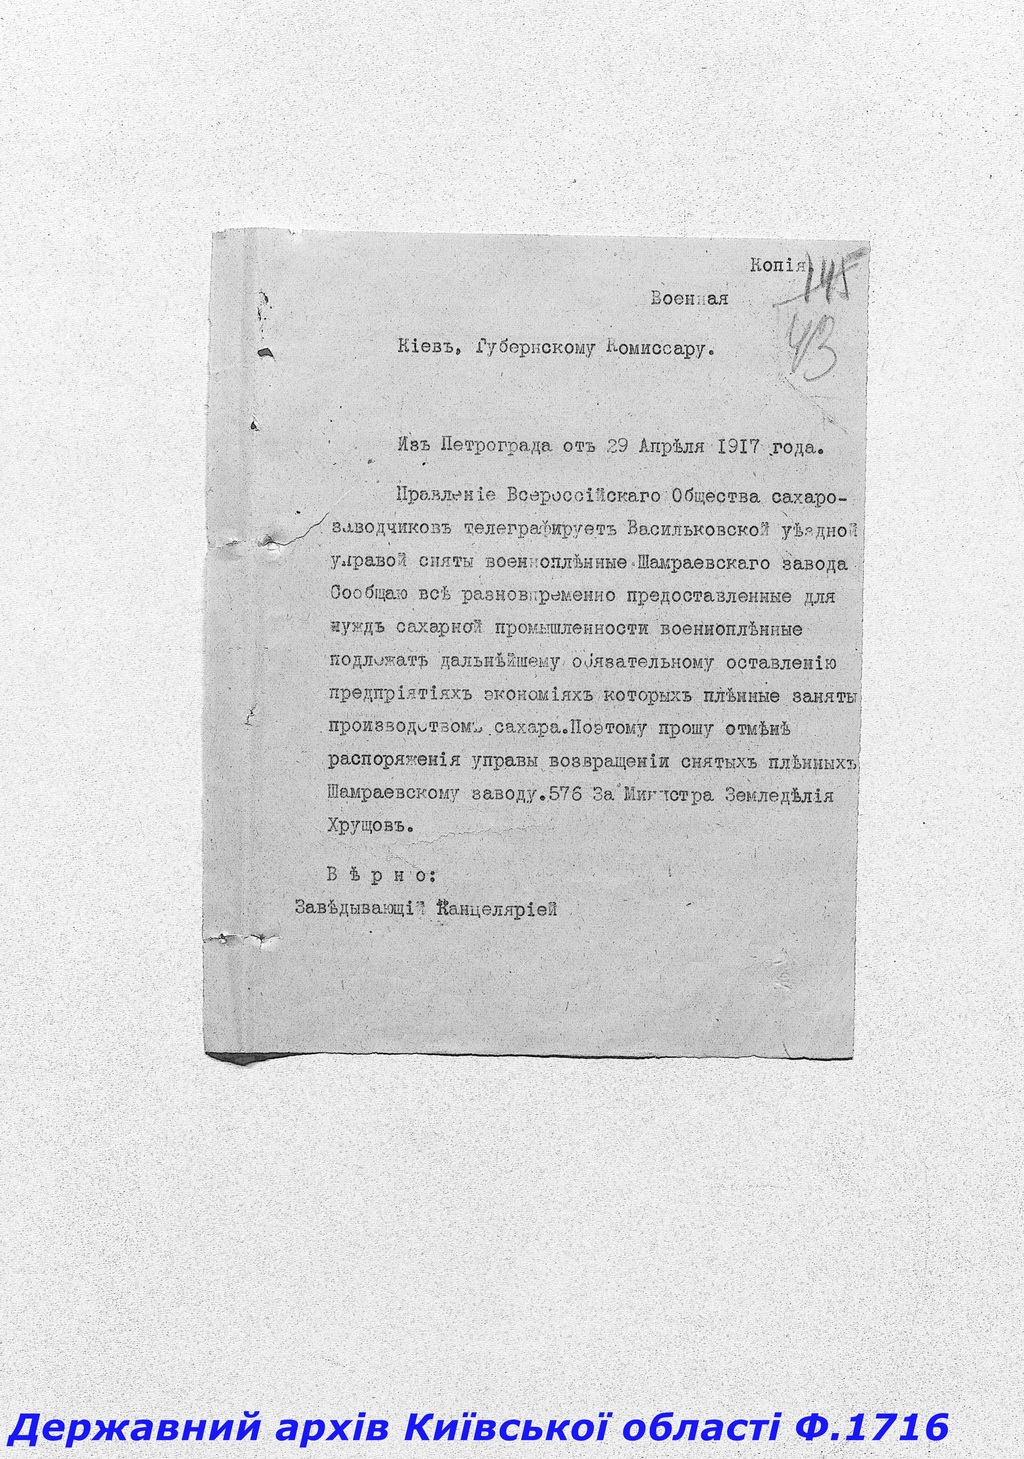 Копія.
145
Военная
43
Кіевъ, Губернскому Комиссару.
Изъ Петрограда отъ 29 Апрѣля 1917 года.
Правленіе Всероссійскаго Общества сахаро-
заводчиковъ телеграфируетъ Васильковской уѣздной
управой сняты военноплѣнные Шамраевскаго завода
Сообщаю всѣ разновпременно предоставленные для
нуждъ сахарной промышленности военноплѣнные
подлежатъ дальнѣйшему обязательному оставленію
предпріятіяхъ экономіяхъ которыхъ плѣнные заняты
производствомъ сахара.Поэтому прошу отмѣнѣ
распоряженія управы возвращеніи снятыхъ плѣнныхъ
Шамраевскому заводу.576 За Министра Земледѣлія
Хрущовъ.
Вѣрно:
Завѣдывающій Канцеляріей
Державний архів Київської області Ф.1716